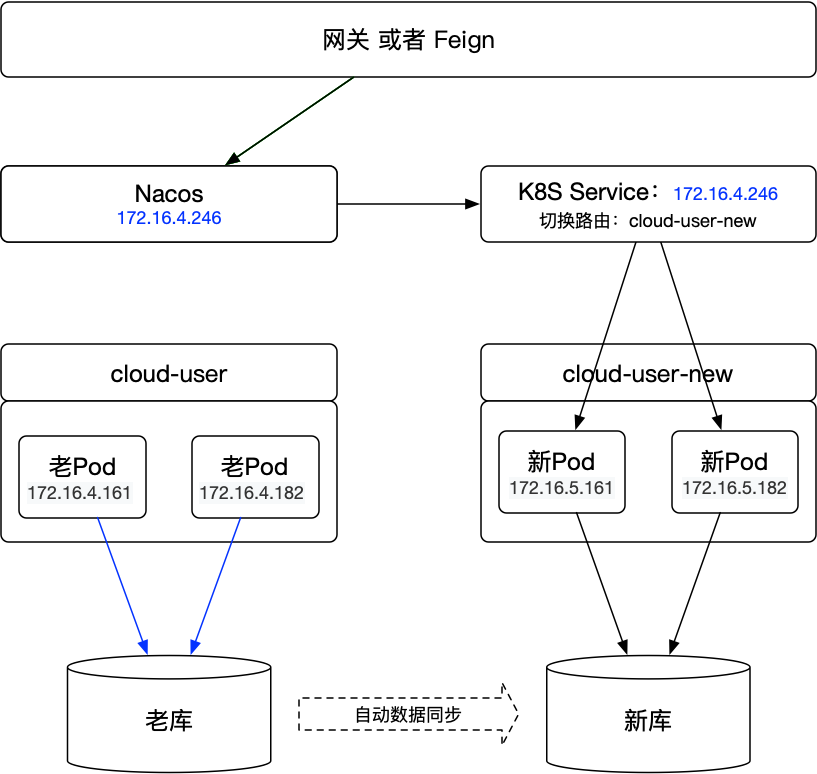 网关 或者 Feign
Nacos
172.16.4.246
K8S Service：172.16.4.246
切换路由：cloud-user-new
cloud-user
cloud-user-new
老Pod
172.16.4.161
老Pod
172.16.4.182
新Pod
172.16.5.161
新Pod
172.16.5.182
老库
自动数据同步
新库